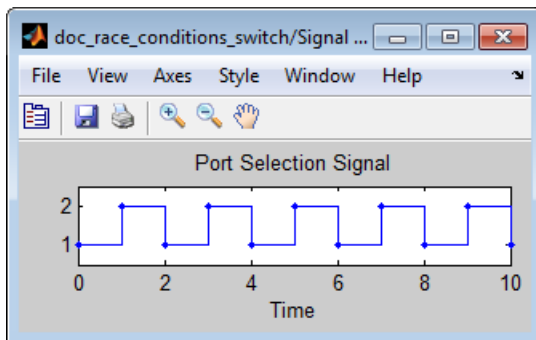 doc_race_conditions_switch/Signal ...
File View Axes Style Window Help
Port Selection Signal
2
1
0 2 4 6 8 10
Time